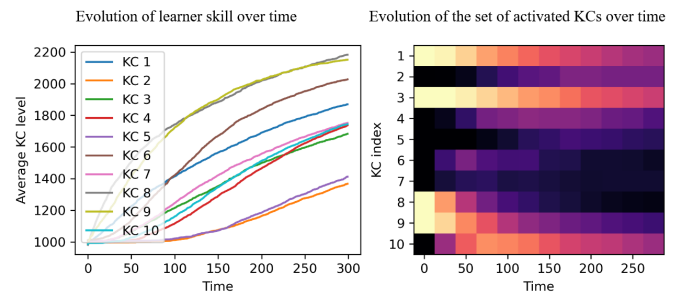 Evolution of learner skill over time
Evolution of the set of activated KCs over time
2200
2000
1800
1600
1400
1200
1000
Average KC level
KC 1
KC 2
KC 3
KC 4
KC 5
KC 6
KC 7
KC 8
KC 9
KC 10
0 50 100 150 200 250 300
Time
KC index
1
2
3
4
5
6
7
8
9
10
0 50 100 150 200 250
Time